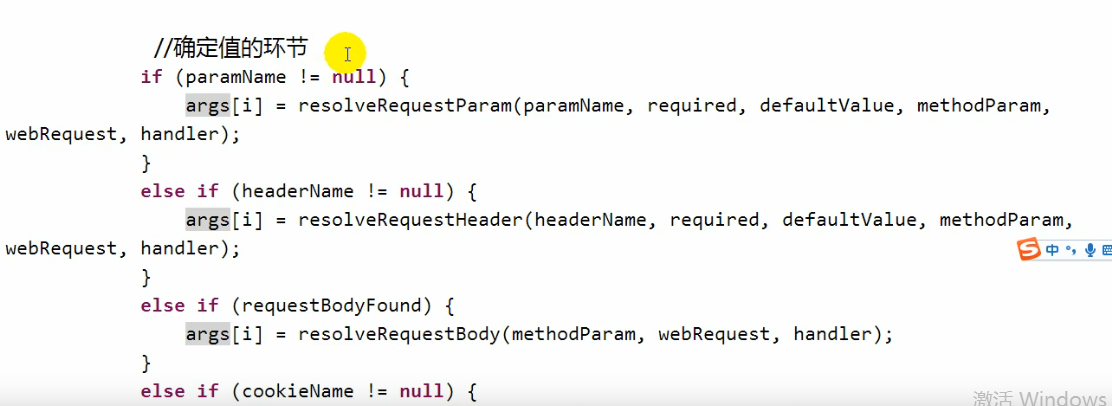 //确定值的环节
if (paramName != null) {
args[i] = resolveRequestParam(paramName, required, defaultValue, methodParam,
webRequest, handler);
}
else if (headerName != null) {
args[i] = resolveRequestHeader(headerName, required, defaultValue, methodParam,
webRequest, handler);
}
else if (requestBodyFound) {
args[i] = resolveRequestBody(methodParam, webRequest, handler);
}
else if (cookieName != null) {
中
激活 Windows